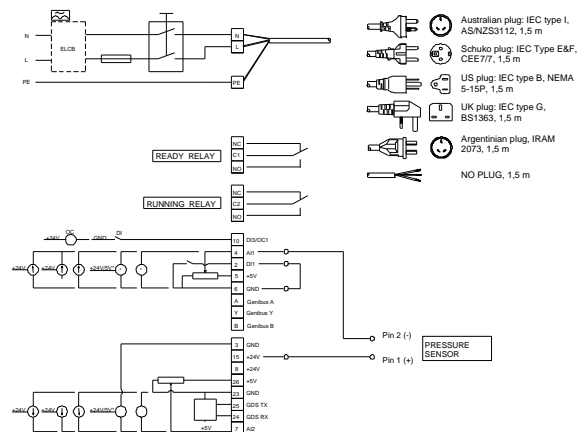 N
ELCB
L
PE
N
L
PE
Australian plug: IEC type I,
AS/NZS3112, 1,5 m
Schuko plug: IEC Type E&F,
CEE7/7, 1,5 m
US plug: IEC type B, NEMA
5-15P, 1,5 m
UK plug: IEC type G,
BS1363, 1,5 m
Argentinian plug, IRAM
2073, 1,5 m
NO PLUG, 1,5 m
READY RELAY
NC
C1
NO
RUNNING RELAY
NC
C2
NO
+24V
OC
GND
DI
10 DI3/OC1
4 AI1
2 DI1
5 +5V
6 GND
A Genibus A
Y Genibus Y
B Genibus B
+24V
+24V
+24V/5V*
3 GND
15 +24V
8 +24V
26 +5V
23 GND
25 GDS TX
24 GDS RX
7 AI2
+5V
+24V
+24V
+24V/5V*
Pin 2 (-)
Pin 1 (+)
PRESSURE
SENSOR